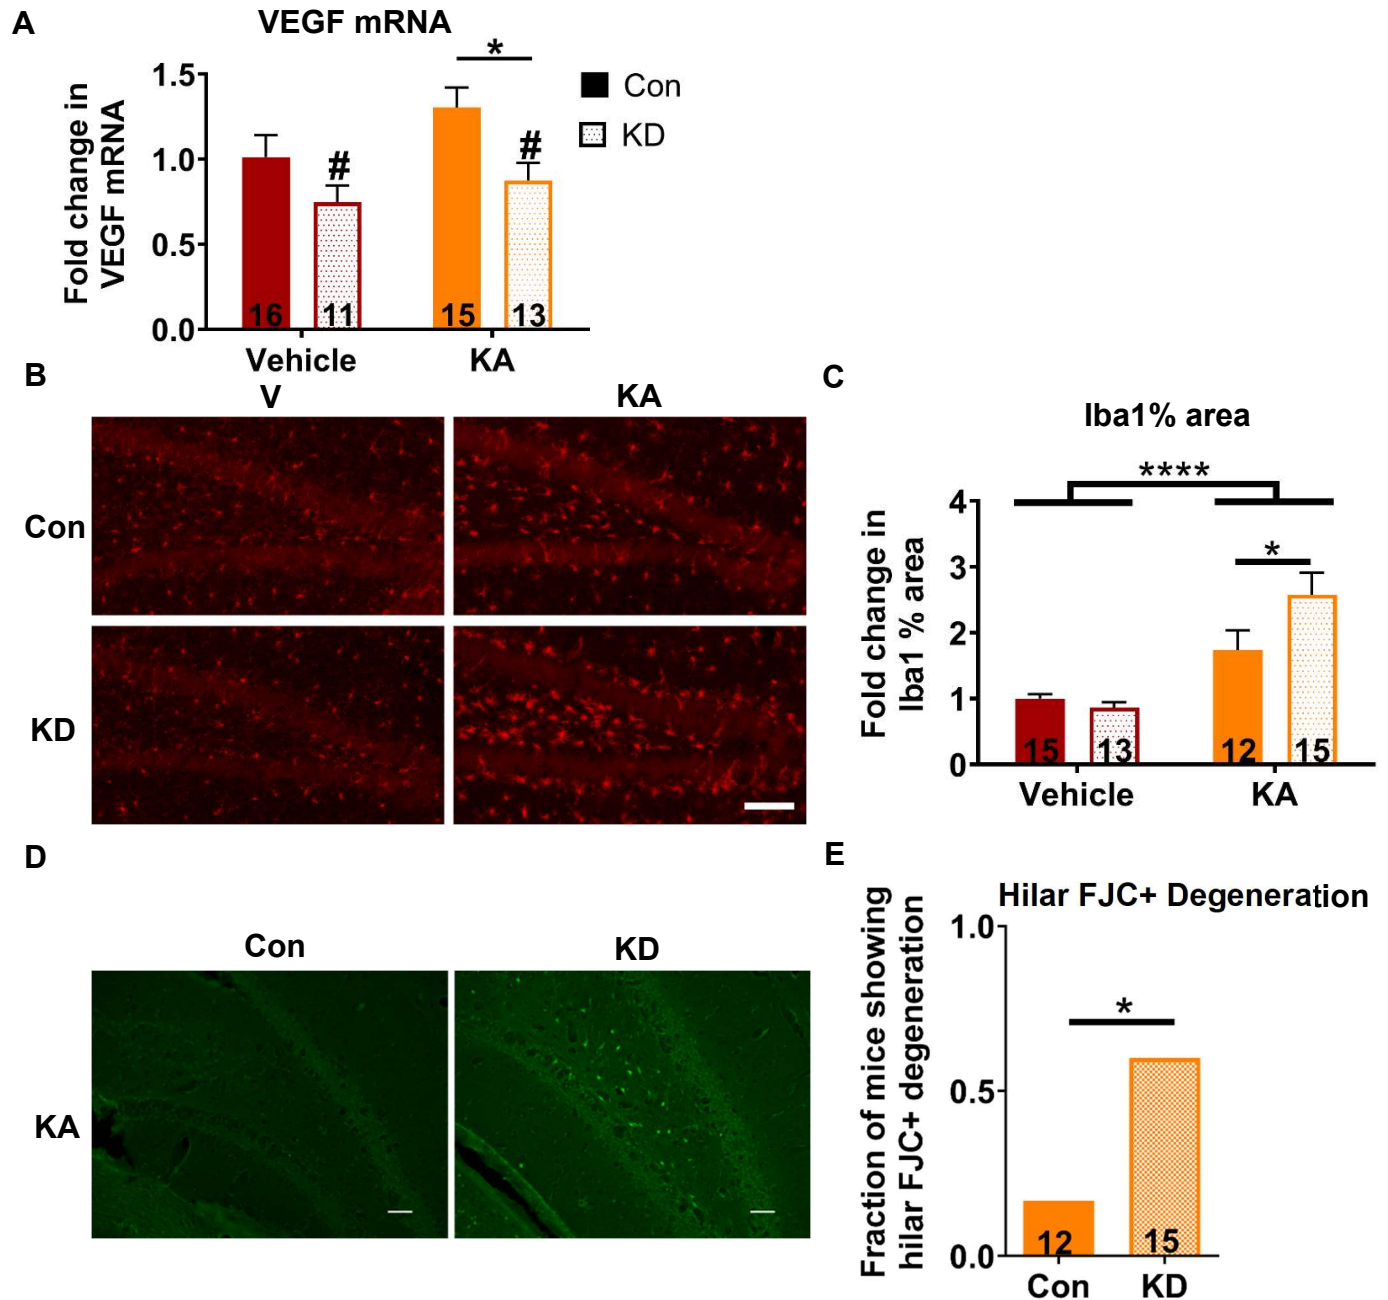 A
VEGF mRNA
*
Fold change in
VEGF mRNA
1.5
1.0
0.5
0.0
#
#
16
11
15
13
Vehicle
KA
Con
KD
B
V
KA
Con
KD
C
Iba1% area
****
*
Fold change in
Iba1 % area
4
3
2
1
0
15
13
12
15
Vehicle
KA
D
Con
KD
KA
E
Hilar FJC+ Degeneration
*
Fraction of mice showing
hilar FJC+ degeneration
1.0
0.5
0.0
12
15
Con
KD